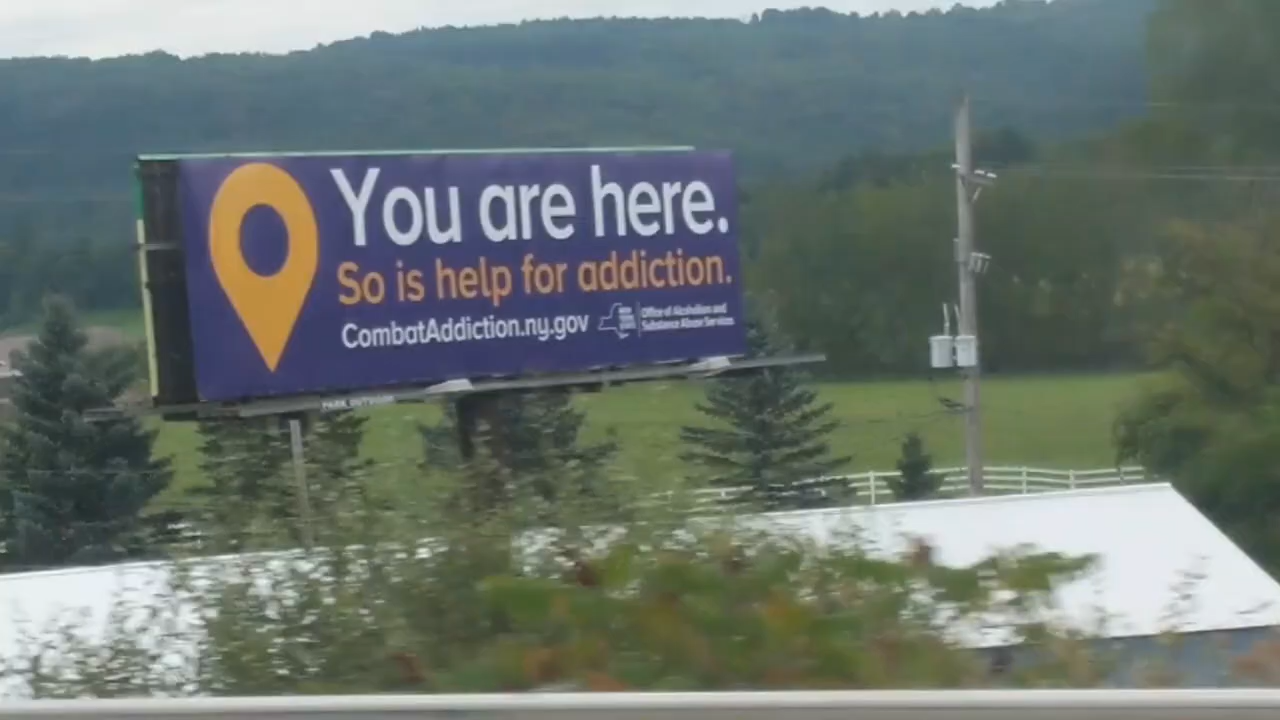 You are here.
So is help for addiction.
CombatAddiction.ny.gov
Office of Alcoholism and
Substance Abuse Services